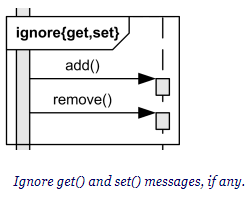 ignore{get,set}
add()
remove()
Ignore get() and set() messages, if any.